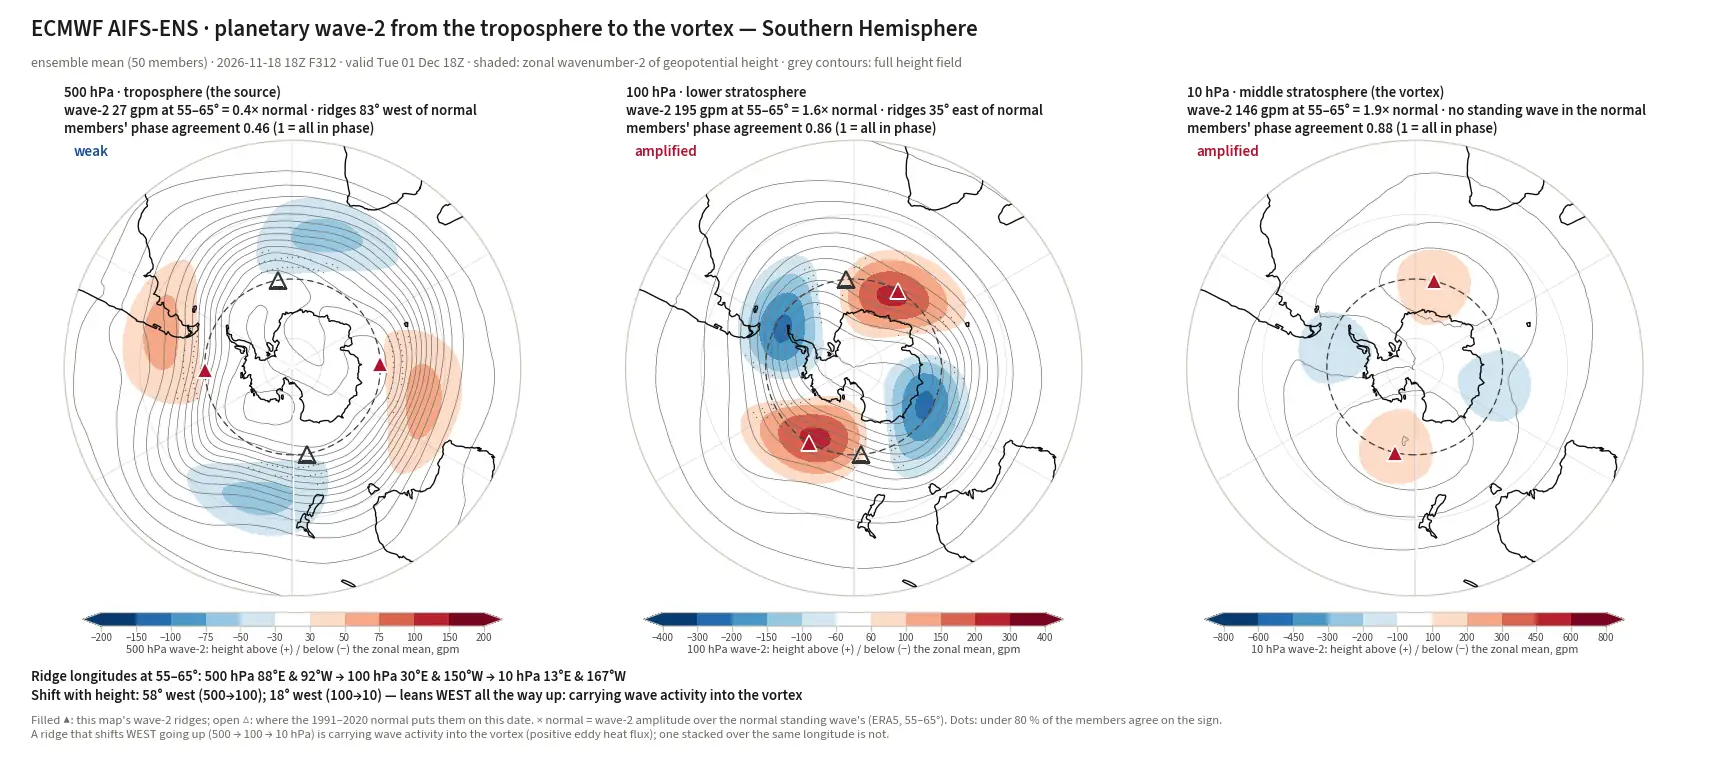 ECMWF AIFS-ENS · planetary wave-2 from the troposphere to the vortex — Southern Hemisphere
ensemble mean (50 members) · 2026-11-18 18Z F312 · valid Tue 01 Dec 18Z · shaded: zonal wavenumber-2 of geopotential height · grey contours: full height field
500 hPa · troposphere (the source)
wave-2 27 gpm at 55–65° = 0.4× normal · ridges 83° west of normal
members' phase agreement 0.46 (1 = all in phase)
weak
100 hPa · lower stratosphere
wave-2 195 gpm at 55–65° = 1.6× normal · ridges 35° east of normal
members' phase agreement 0.86 (1 = all in phase)
amplified
10 hPa · middle stratosphere (the vortex)
wave-2 146 gpm at 55–65° = 1.9× normal · no standing wave in the normal
members' phase agreement 0.88 (1 = all in phase)
amplified
−200 −150 −100 −75 −50 −30 30 50 75 100 150 200
500 hPa wave-2: height above (+) / below (−) the zonal mean, gpm
−400 −300 −200 −150 −100 −60 60 100 150 200 300 400
100 hPa wave-2: height above (+) / below (−) the zonal mean, gpm
−800 −600 −450 −300 −200 −100 100 200 300 450 600 800
10 hPa wave-2: height above (+) / below (−) the zonal mean, gpm
Ridge longitudes at 55–65°: 500 hPa 88°E & 92°W → 100 hPa 30°E & 150°W → 10 hPa 13°E & 167°W
Shift with height: 58° west (500→100); 18° west (100→10) — leans WEST all the way up: carrying wave activity into the vortex
Filled ▲: this map's wave-2 ridges; open △: where the 1991–2020 normal puts them on this date. × normal = wave-2 amplitude over the normal standing wave's (ERA5, 55–65°). Dots: under 80 % of the members agree on the sign.
A ridge that shifts WEST going up (500 → 100 → 10 hPa) is carrying wave activity into the vortex (positive eddy heat flux); one stacked over the same longitude is not.